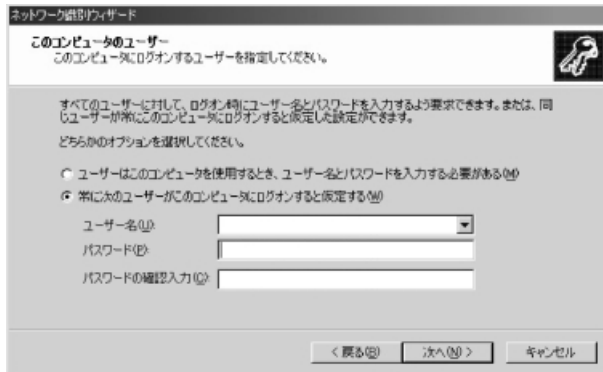 ネットワーク識別ウィザード
このコンピュータのユーザー
このコンピュータにログオンするユーザーを指定してください。
すべてのユーザーに対して、ログオン時にユーザー名とパスワードを入力するよう要求できます。または、同
じユーザーが常にこのコンピュータにログオンすると仮定した設定ができます。
どちらかのオプションを選択してください。
ユーザーはこのコンピュータを使用するとき、ユーザー名とパスワードを入力する必要がある(M)
常に次のユーザーがこのコンピュータにログオンすると仮定する(W)
ユーザー名(U):
パスワード(P):
パスワードの確認入力(C):
< 戻る(B) 次へ(N) > キャンセル